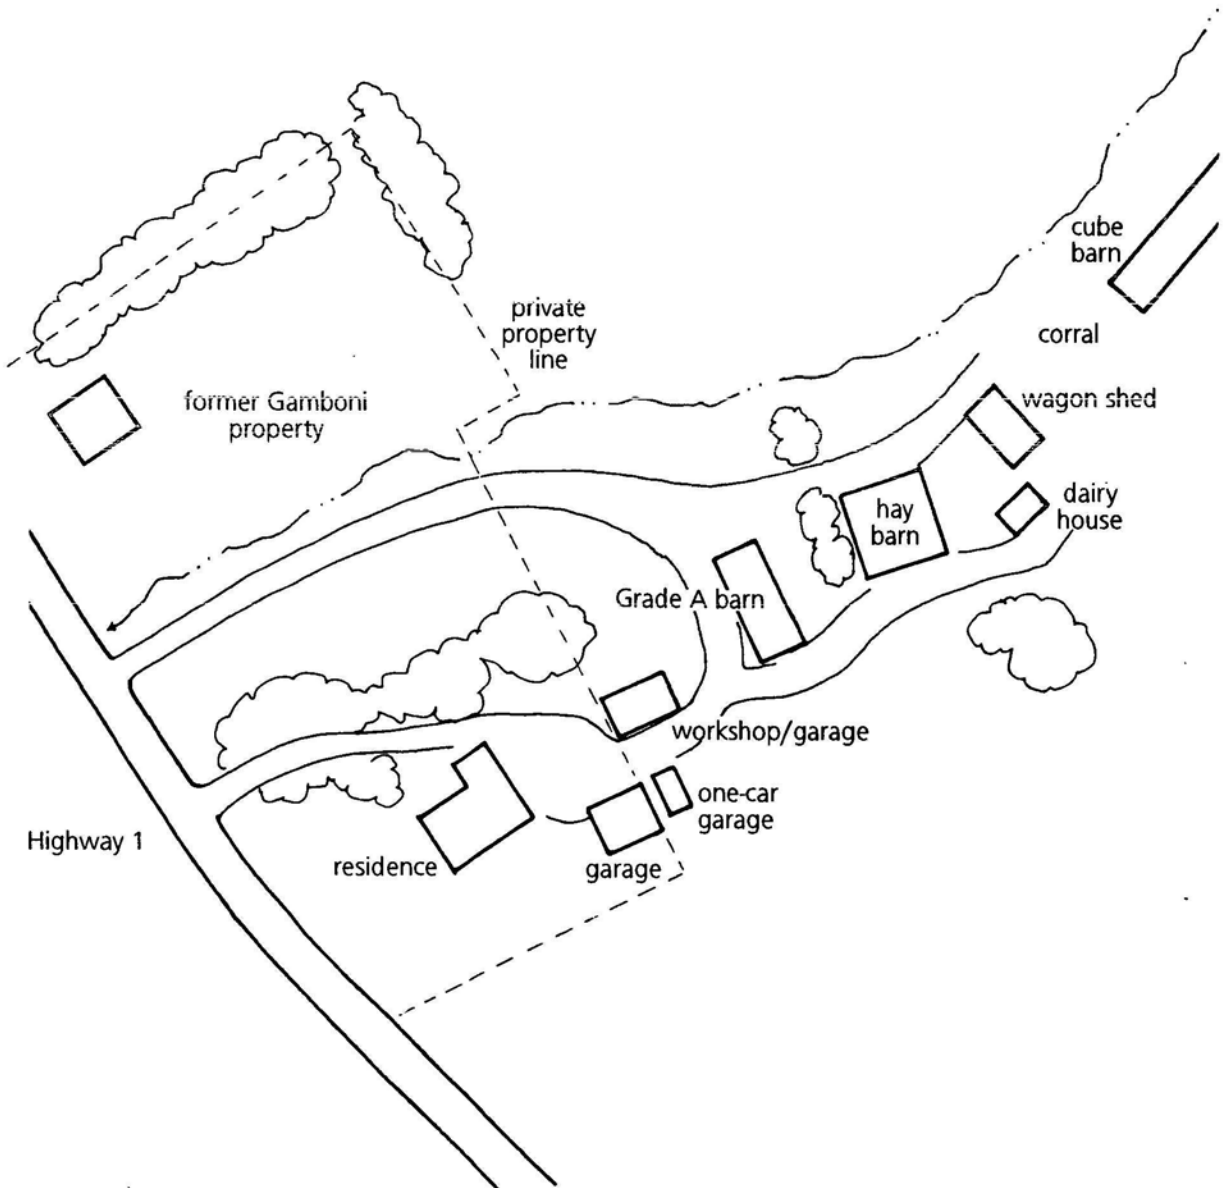 cube
barn
private
property
line
corral
former Gamboni
property
wagon shed
hay
barn
dairy
house
Grade A barn
workshop/garage
one-car
garage
Highway 1
residence
garage